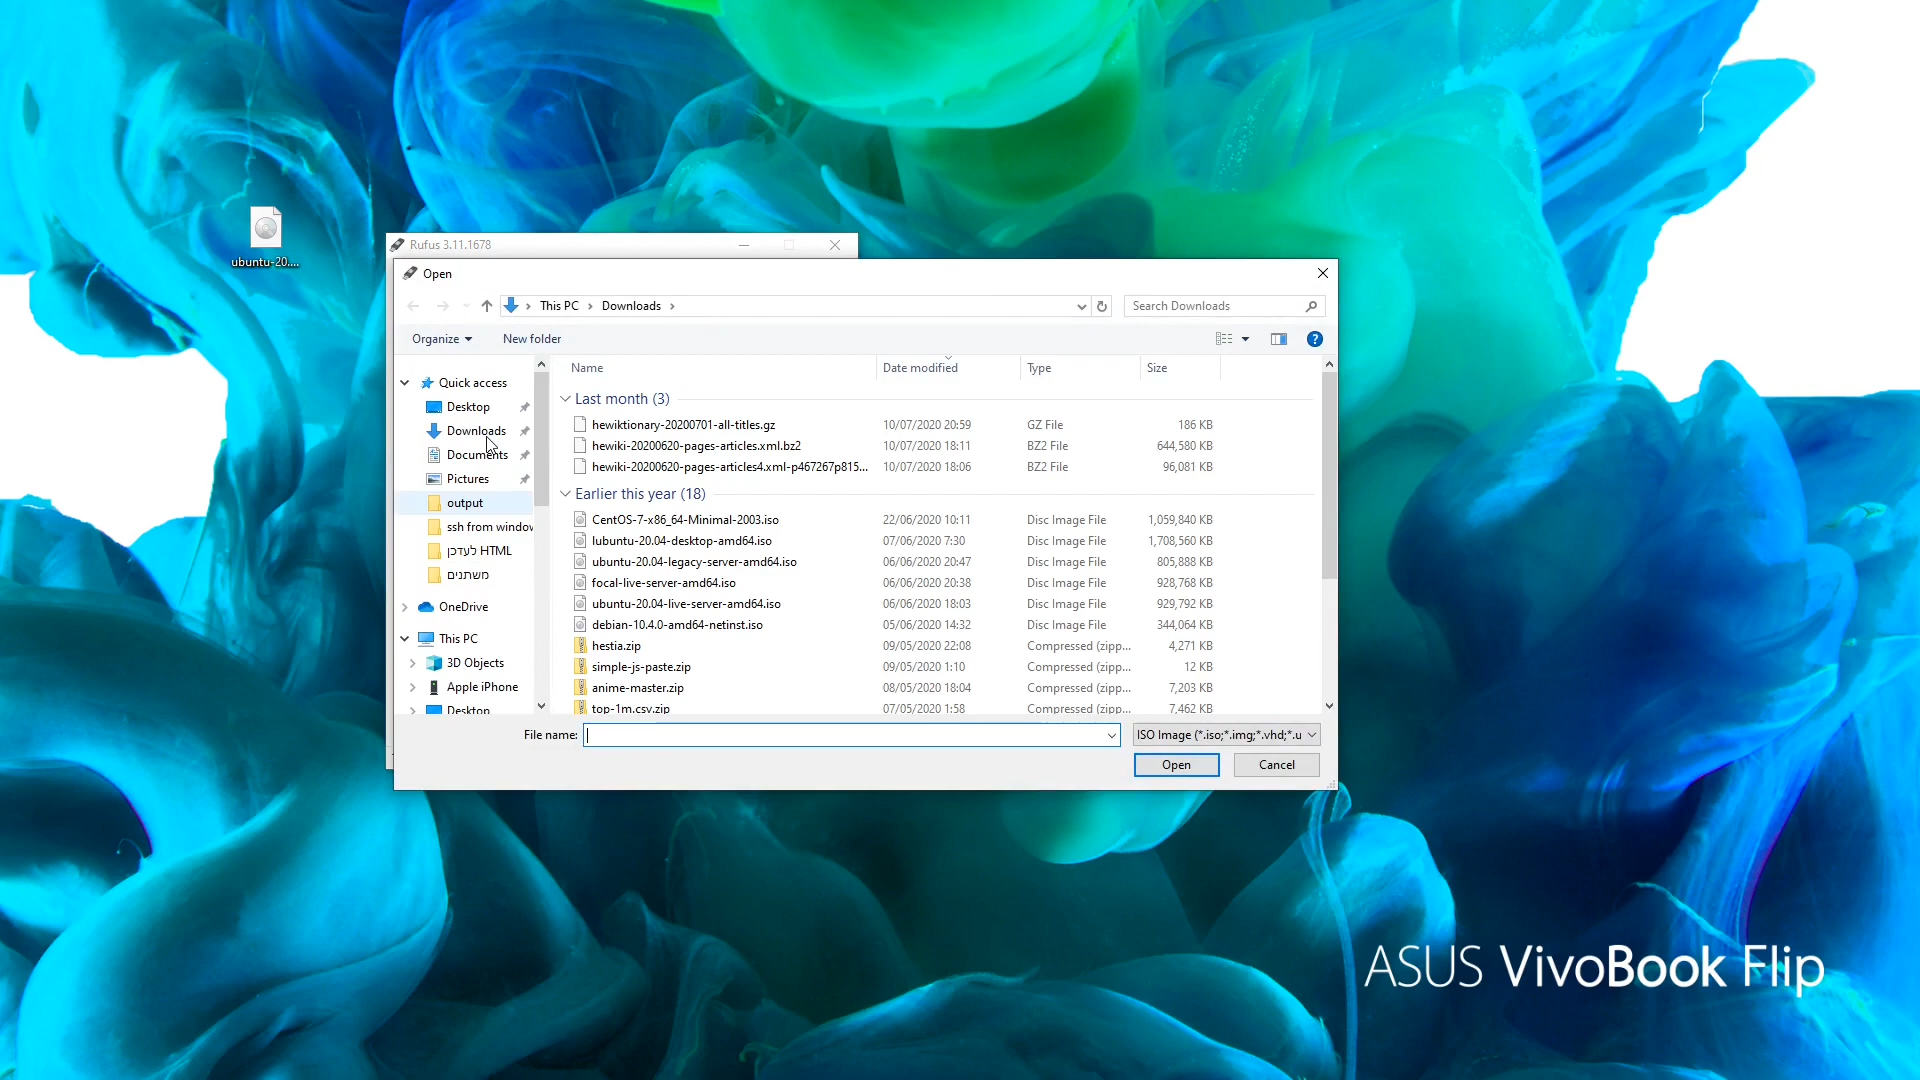 ubuntu-20....
Rufus 3.11.1678
Open
This PC
Downloads
Search Downloads
Organize
New folder
Name
Date modified
Type
Size
Quick access
Desktop
Downloads
Documents
Pictures
output
ssh from window
לעדכן HTML
משתנים
OneDrive
This PC
3D Objects
Apple iPhone
Desktop
Last month (3)
hewiktionary-20200701-all-titles.gz 10/07/2020 20:59 GZ File 186 KB
hewiki-20200620-pages-articles.xml.bz2 10/07/2020 18:11 BZ2 File 644,580 KB
hewiki-20200620-pages-articles4.xml-p467267p815... 10/07/2020 18:06 BZ2 File 96,081 KB
Earlier this year (18)
CentOS-7-x86_64-Minimal-2003.iso 22/06/2020 10:11 Disc Image File 1,059,840 KB
lubuntu-20.04-desktop-amd64.iso 07/06/2020 7:30 Disc Image File 1,708,560 KB
ubuntu-20.04-legacy-server-amd64.iso 06/06/2020 20:47 Disc Image File 805,888 KB
focal-live-server-amd64.iso 06/06/2020 20:38 Disc Image File 928,768 KB
ubuntu-20.04-live-server-amd64.iso 06/06/2020 18:03 Disc Image File 929,792 KB
debian-10.4.0-amd64-netinst.iso 05/06/2020 14:32 Disc Image File 344,064 KB
hestia.zip 09/05/2020 22:08 Compressed (zipp... 4,271 KB
simple-js-paste.zip 09/05/2020 1:10 Compressed (zipp... 12 KB
anime-master.zip 08/05/2020 18:04 Compressed (zipp... 7,203 KB
top-1m.csv.zip 07/05/2020 1:58 Compressed (zipp... 7,462 KB
File name:
ISO Image (*.iso;*.img;*.vhd;*.u
Open
Cancel
ASUS VivoBook Flip